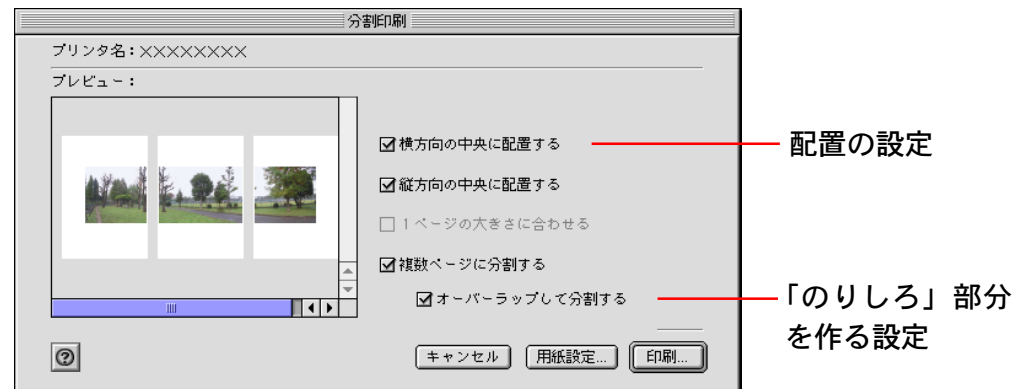 分割印刷
プリンタ名：XXXXXXXX
プレビュー：
横方向の中央に配置する
配置の設定
縦方向の中央に配置する
1ページの大きさに合わせる
複数ページに分割する
オーバーラップして分割する
「のりしろ」部分
を作る設定
?
キャンセル
用紙設定...
印刷...